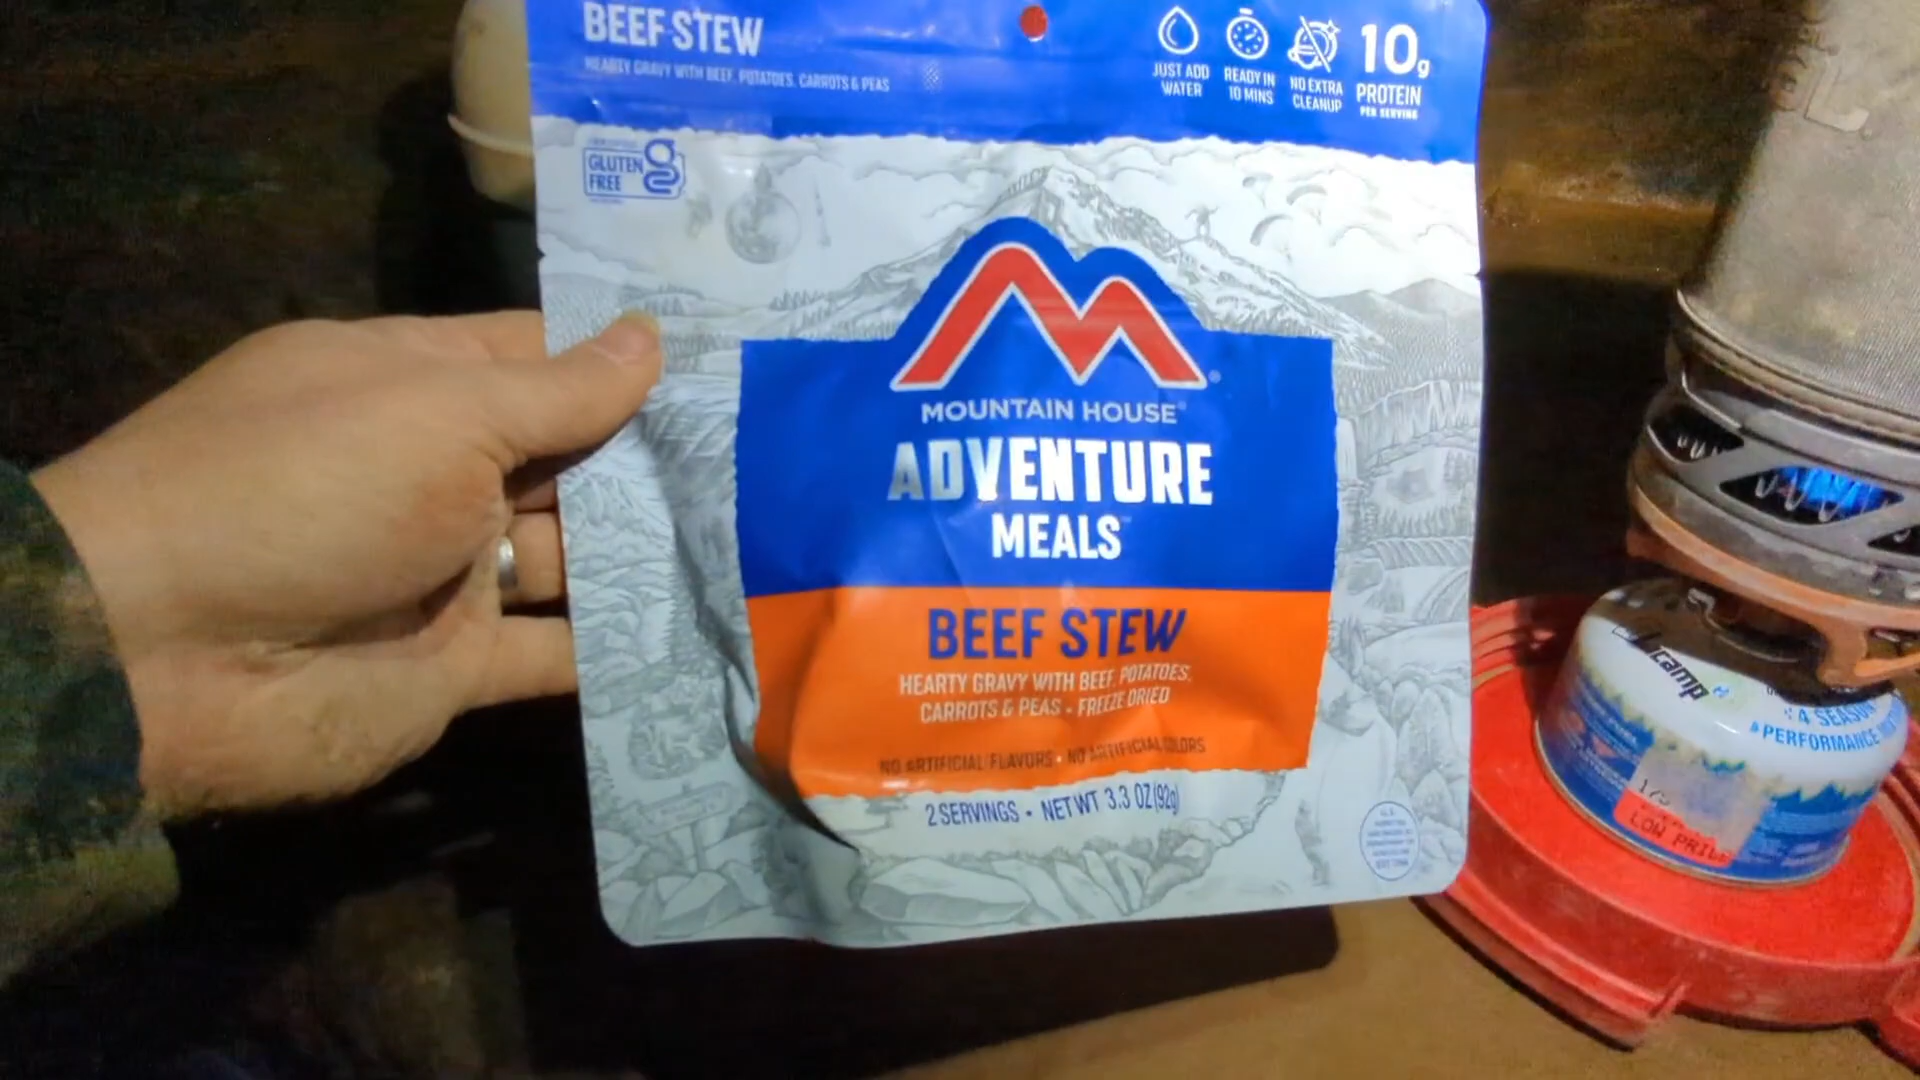 BEEF STEW
HEARTY GRAVY WITH BEEF, POTATOES, CARROTS & PEAS
JUST ADD
WATER
READY IN
10 MINS
NO EXTRA
CLEANUP
10g
PROTEIN
PER SERVING
GLUTEN
FREE
MOUNTAIN HOUSE®
ADVENTURE
MEALS
BEEF STEW
HEARTY GRAVY WITH BEEF, POTATOES,
CARROTS & PEAS • FREEZE DRIED
NO ARTIFICIAL FLAVORS • NO ARTIFICIAL COLORS
2 SERVINGS • NET WT 3.3 OZ (92g)
camp
4 SEASON
PERFORMANCE
LOW PRICE